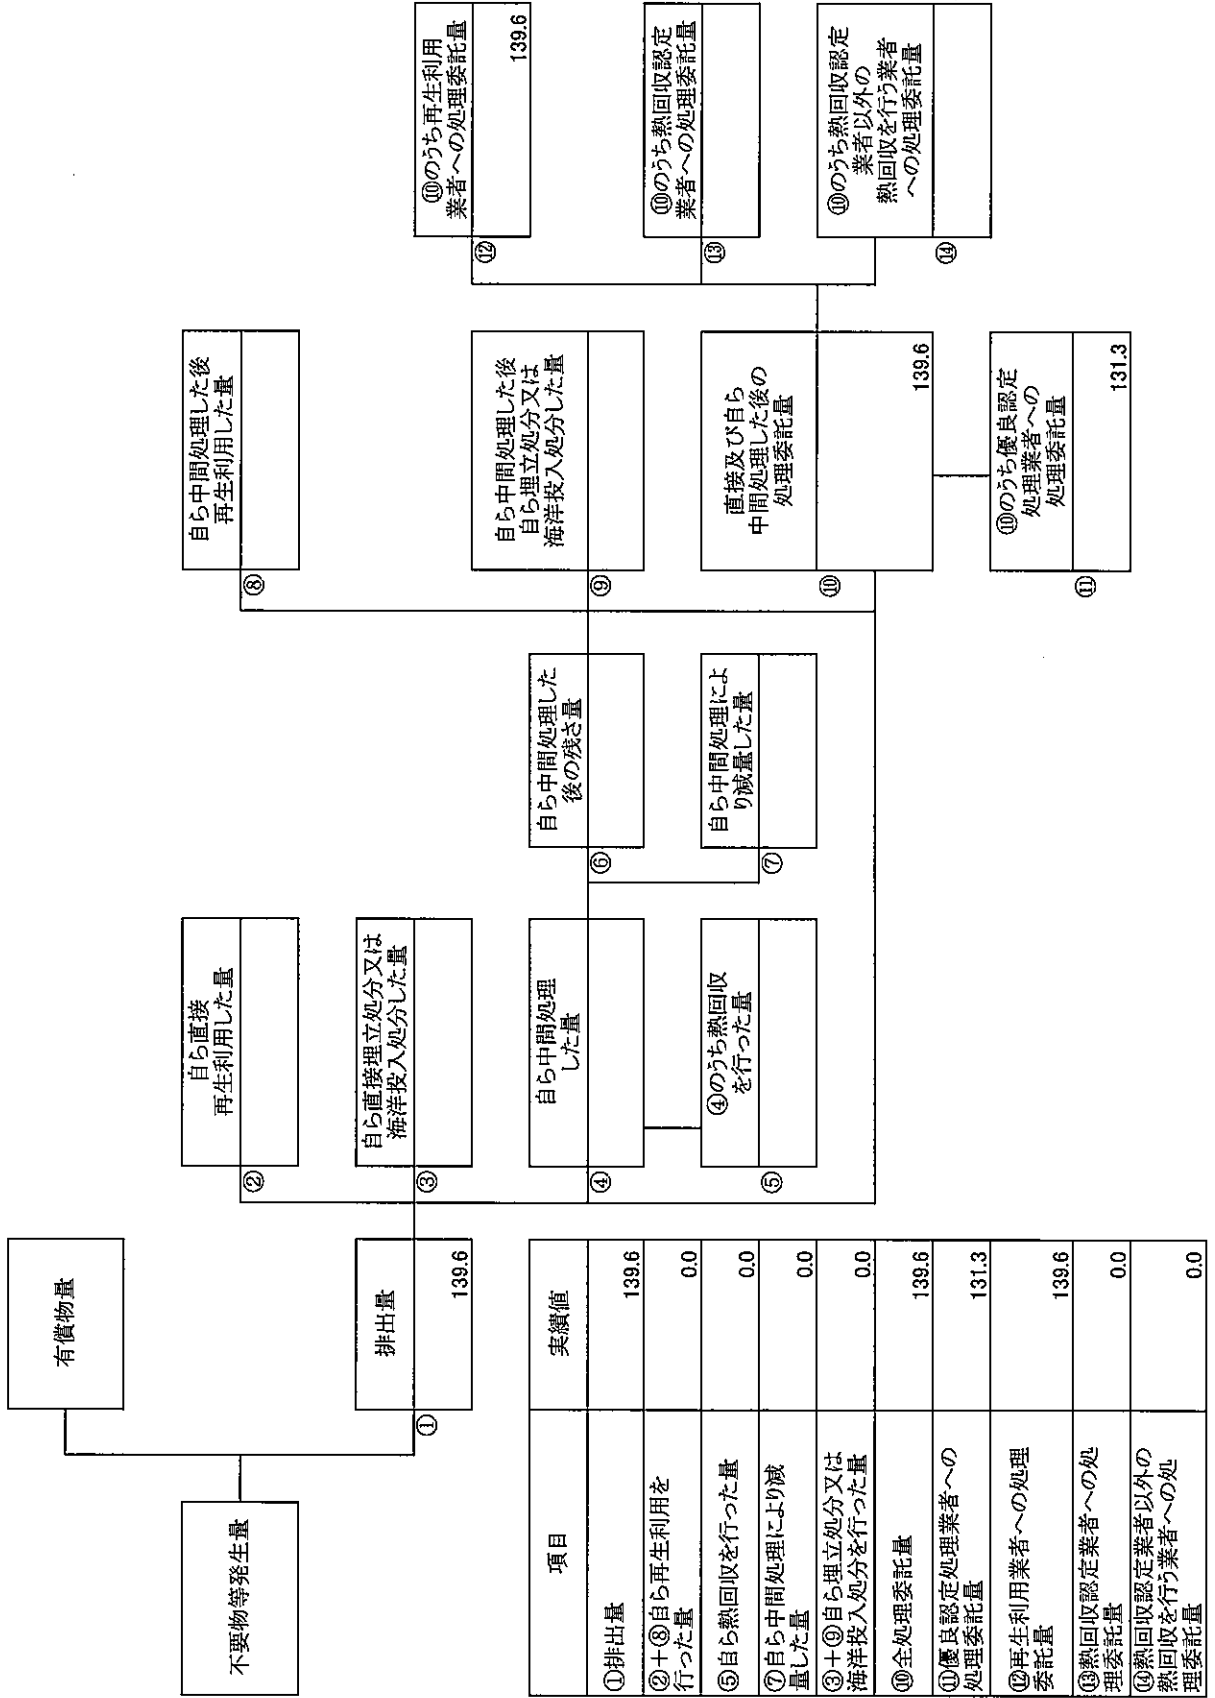 有償物量
不要物等発生量
①
排出量
139.6
②
自ら直接
再生利用した量
③
自ら直接埋立処分又は
海洋投入処分した量
④
自ら中間処理
した量
⑤
④のうち熱回収
を行った量
⑥
自ら中間処理した
後の残さ量
⑦
自ら中間処理によ
り減量した量
⑧
自ら中間処理した後
再生利用した量
⑨
自ら中間処理した後
自ら埋立処分又は
海洋投入処分した量
⑩
直接及び自ら
中間処理した後の
処理委託量
139.6
⑪
⑩のうち優良認定
処理業者への
処理委託量
131.3
⑫
⑩のうち再生利用
業者への処理委託量
139.6
⑬
⑩のうち熱回収認定
業者への処理委託量
⑭
⑩のうち熱回収認定
業者以外の
熱回収を行う業者
への処理委託量
項目
実績値
①排出量
139.6
②+⑧自ら再生利用を
行った量
0.0
⑤自ら熱回収を行った量
0.0
⑦自ら中間処理により減
量した量
0.0
③+⑨自ら埋立処分又は
海洋投入処分を行った量
0.0
⑩全処理委託量
139.6
⑪優良認定処理業者への
処理委託量
131.3
⑫再生利用業者への処理
委託量
139.6
⑬熱回収認定業者への処
理委託量
0.0
⑭熱回収認定業者以外の
熱回収を行う業者への処
理委託量
0.0